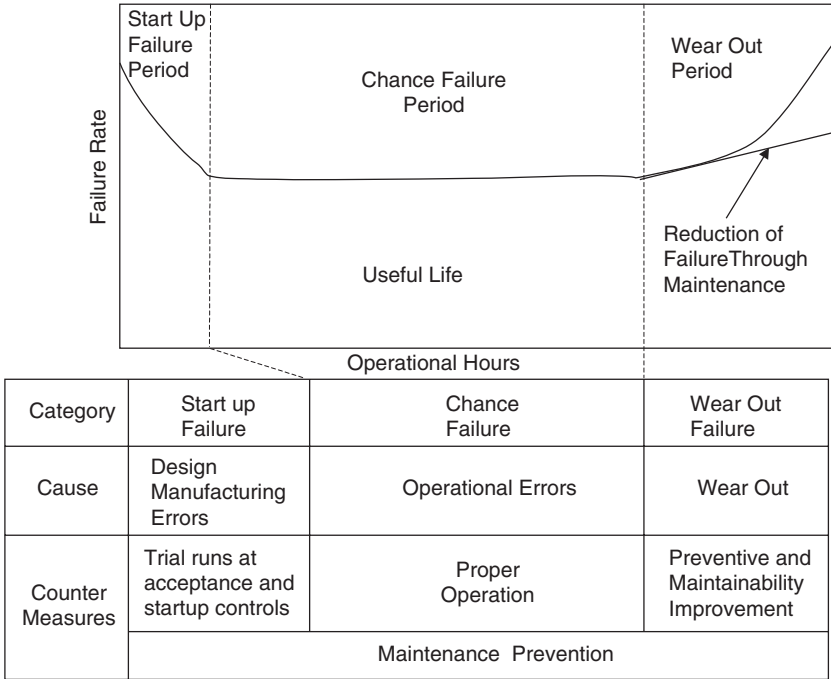 Start Up
Failure
Period
Chance Failure
Period
Wear Out
Period
Failure Rate
Reduction of
FailureThrough
Maintenance
Useful Life
Operational Hours
Category
Start up
Failure
Chance
Failure
Wear Out
Failure
Cause
Design
Manufacturing
Errors
Operational Errors
Wear Out
Counter
Measures
Trial runs at
acceptance and
startup controls
Proper
Operation
Preventive and
Maintainability
Improvement
Maintenance Prevention